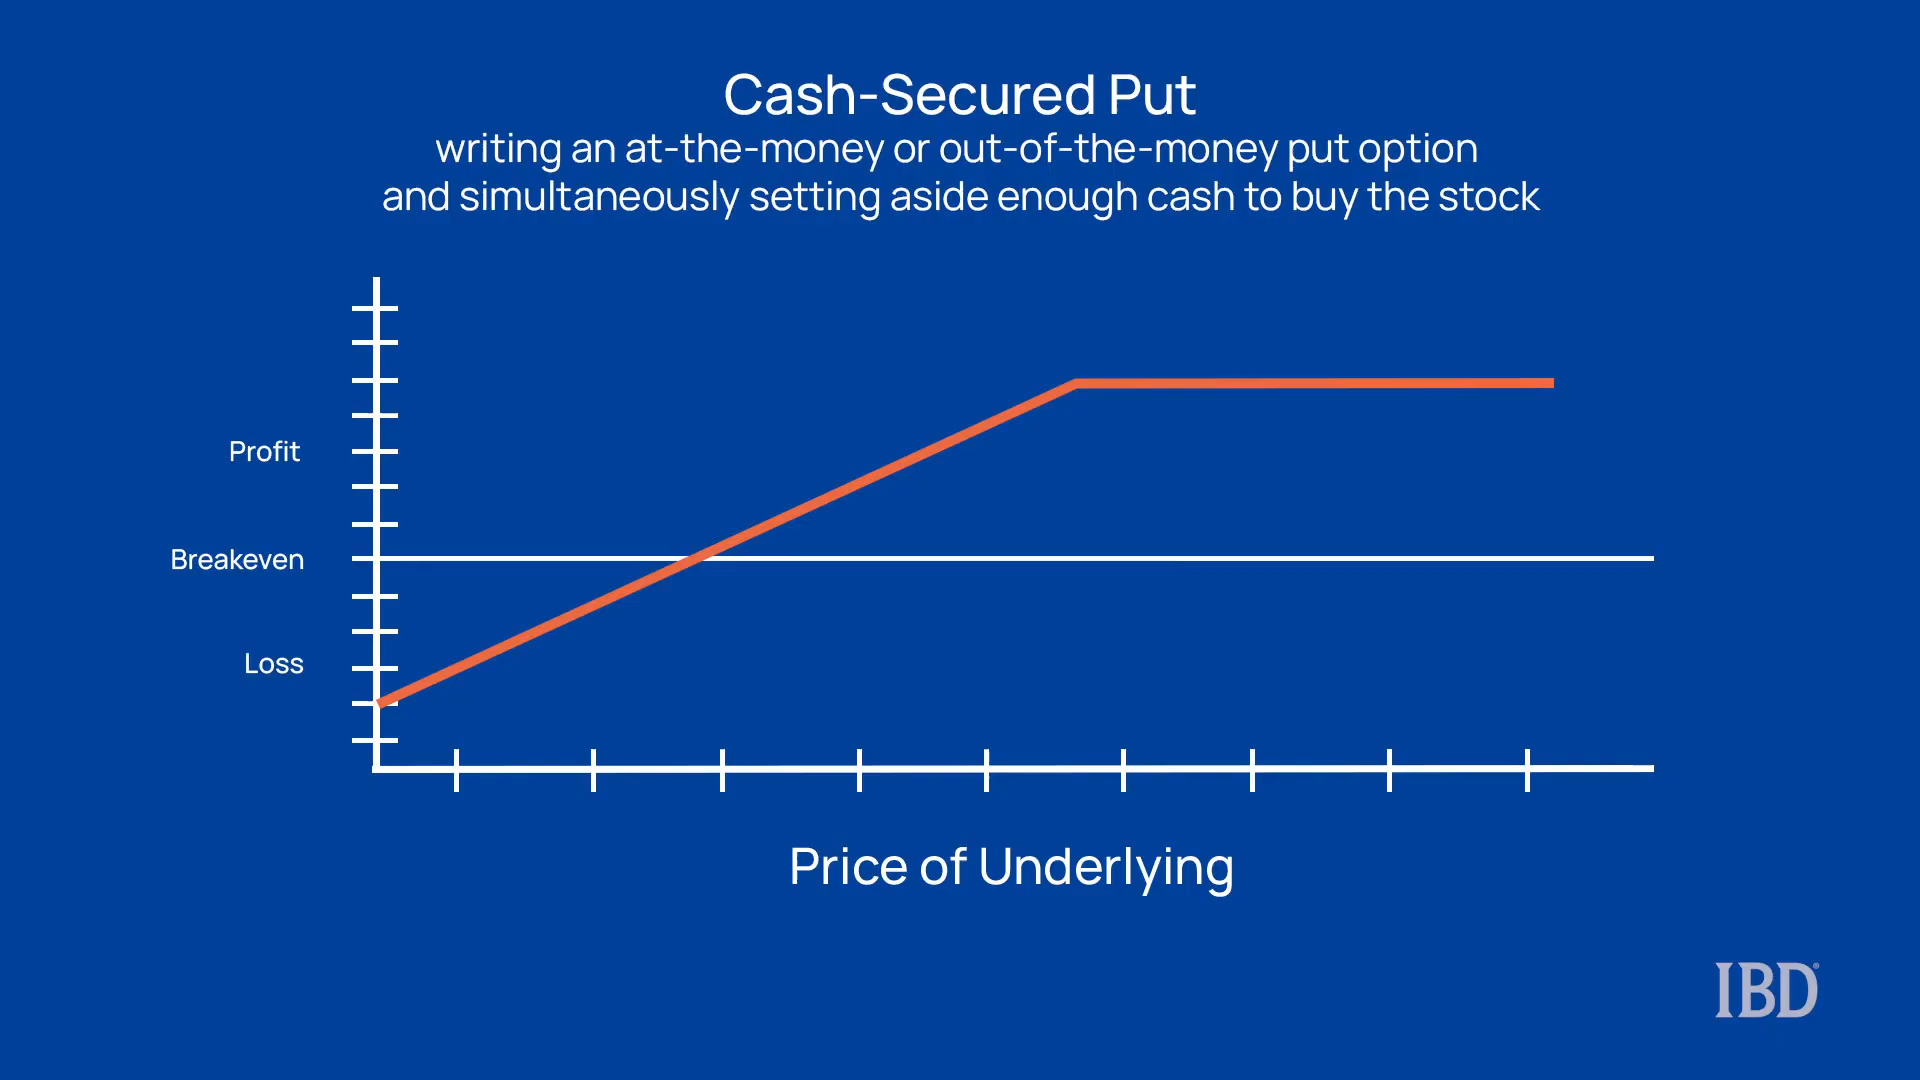 Cash-Secured Put
writing an at-the-money or out-of-the-money put option
and simultaneously setting aside enough cash to buy the stock
Profit
Breakeven
Loss
Price of Underlying
IBD®